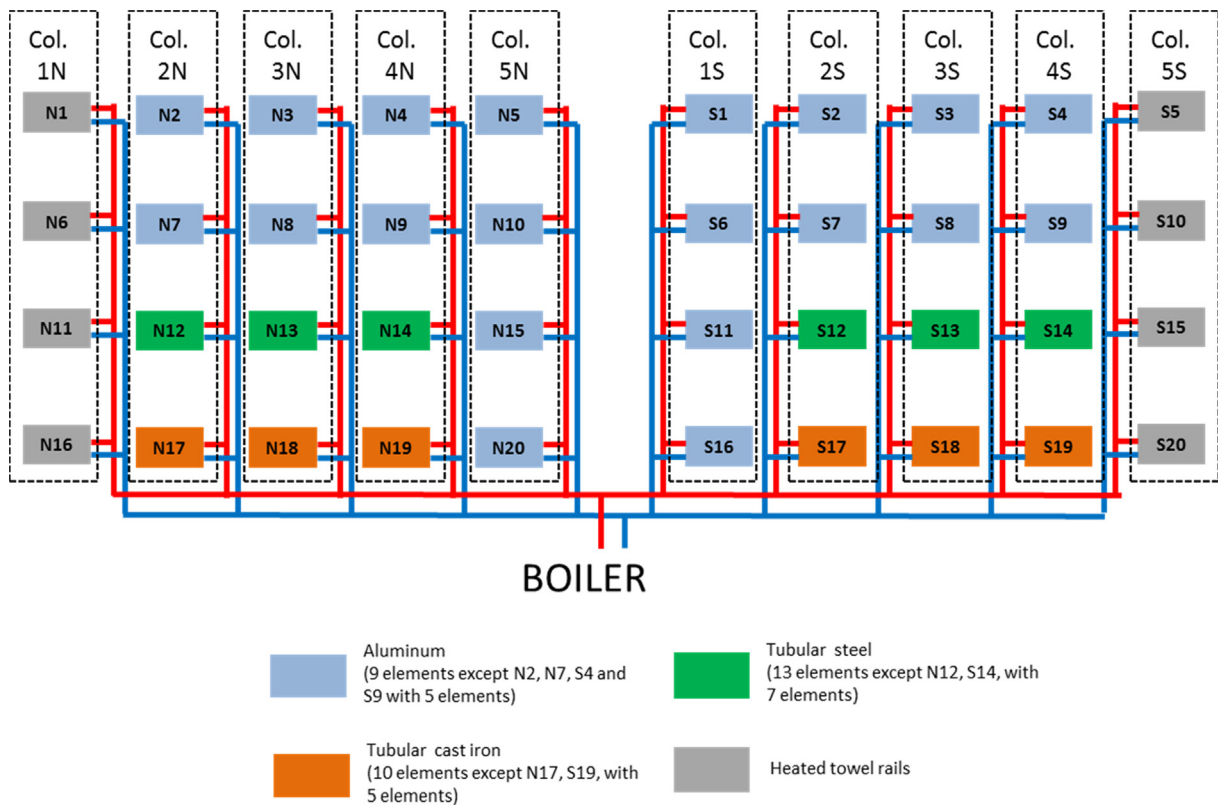 Col. Col. Col. Col. Col. Col. Col. Col. Col. Col.
1N 2N 3N 4N 5N 1S 2S 3S 4S 5S
N1 N2 N3 N4 N5 S1 S2 S3 S4 S5
N6 N7 N8 N9 N10 S6 S7 S8 S9 S10
N11 N12 N13 N14 N15 S11 S12 S13 S14 S15
N16 N17 N18 N19 N20 S16 S17 S18 S19 S20
BOILER
Aluminum
(9 elements except N2, N7, S4 and
S9 with 5 elements)
Tubular steel
(13 elements except N12, S14, with
7 elements)
Tubular cast iron
(10 elements except N17, S19, with
5 elements)
Heated towel rails